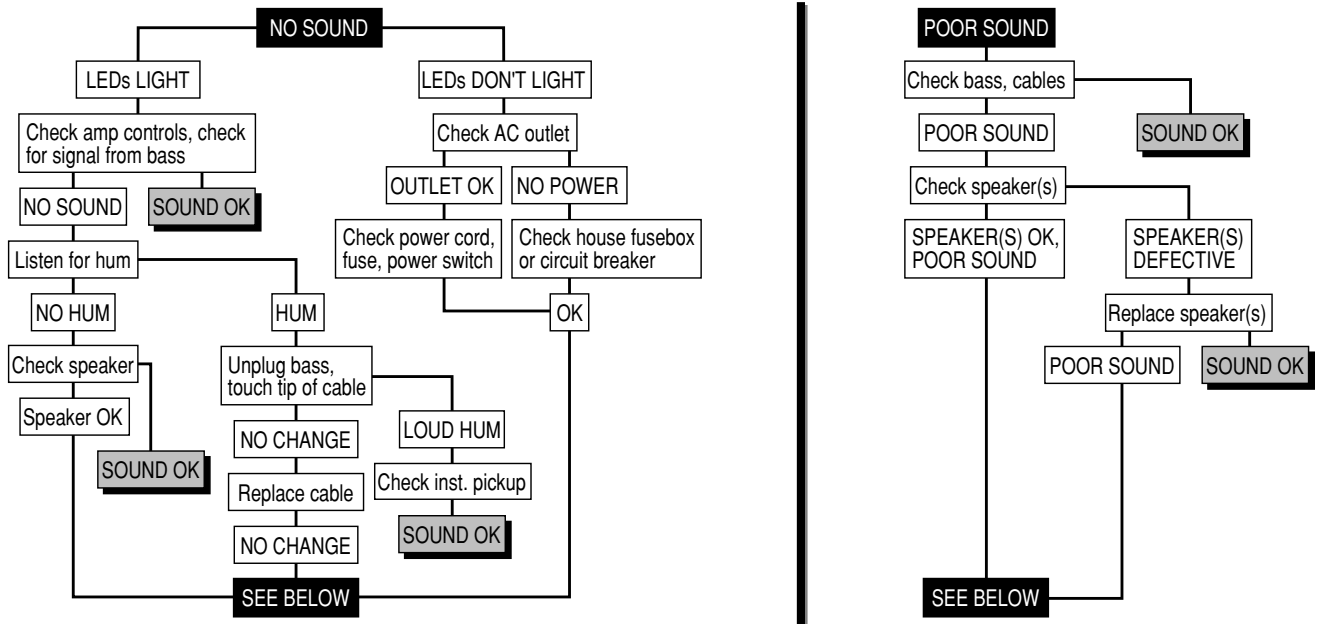 NO SOUND
LEDs LIGHT
LEDs DON'T LIGHT
Check amp controls, check
for signal from bass
Check AC outlet
NO SOUND
SOUND OK
OUTLET OK
NO POWER
Listen for hum
Check power cord,
fuse, power switch
Check house fusebox
or circuit breaker
NO HUM
HUM
OK
Check speaker
Unplug bass,
touch tip of cable
Speaker OK
NO CHANGE
LOUD HUM
SOUND OK
Replace cable
Check inst. pickup
NO CHANGE
SOUND OK
SEE BELOW
POOR SOUND
Check bass, cables
POOR SOUND
SOUND OK
Check speaker(s)
SPEAKER(S) OK,
POOR SOUND
SPEAKER(S)
DEFECTIVE
Replace speaker(s)
POOR SOUND
SOUND OK
SEE BELOW